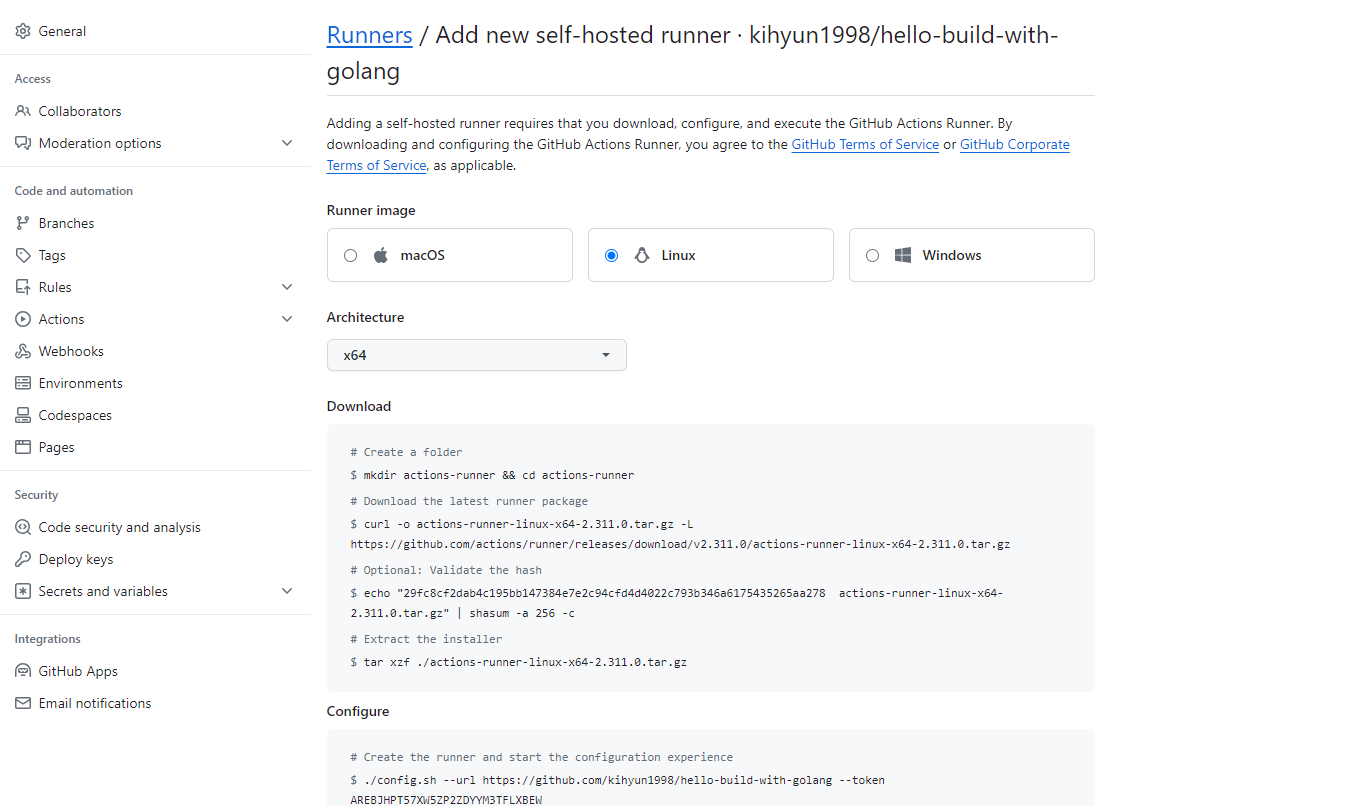 General
Access
Collaborators
Moderation options
Code and automation
Branches
Tags
Rules
Actions
Webhooks
Environments
Codespaces
Pages
Security
Code security and analysis
Deploy keys
Secrets and variables
Integrations
GitHub Apps
Email notifications
Runners / Add new self-hosted runner · kihyun1998/hello-build-with-
golang
Adding a self-hosted runner requires that you download, configure, and execute the GitHub Actions Runner. By
downloading and configuring the GitHub Actions Runner, you agree to the GitHub Terms of Service or GitHub Corporate
Terms of Service, as applicable.
Runner image
macOS
Linux
Windows
Architecture
x64
Download
# Create a folder
$ mkdir actions-runner && cd actions-runner
# Download the latest runner package
$ curl -o actions-runner-linux-x64-2.311.0.tar.gz -L
https://github.com/actions/runner/releases/download/v2.311.0/actions-runner-linux-x64-2.311.0.tar.gz
# Optional: Validate the hash
$ echo "29fc8cf2dab4c195bb147384e7e2c94cfd4d4022c793b346a6175435265aa278  actions-runner-linux-x64-
2.311.0.tar.gz" | shasum -a 256 -c
# Extract the installer
$ tar xzf ./actions-runner-linux-x64-2.311.0.tar.gz
Configure
# Create the runner and start the configuration experience
$ ./config.sh --url https://github.com/kihyun1998/hello-build-with-golang --token
AREBJHPT57XW5ZP2ZDYYM3TFLXBEW